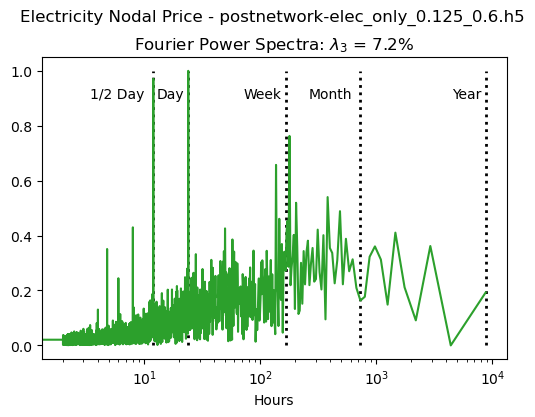 Electricity Nodal Price - postnetwork-elec_only_0.125_0.6.h5
Fourier Power Spectra: λ₃ = 7.2%
1/2 Day Day Week Month Year
1.0
0.8
0.6
0.4
0.2
0.0
10¹ 10² 10³ 10⁴
Hours